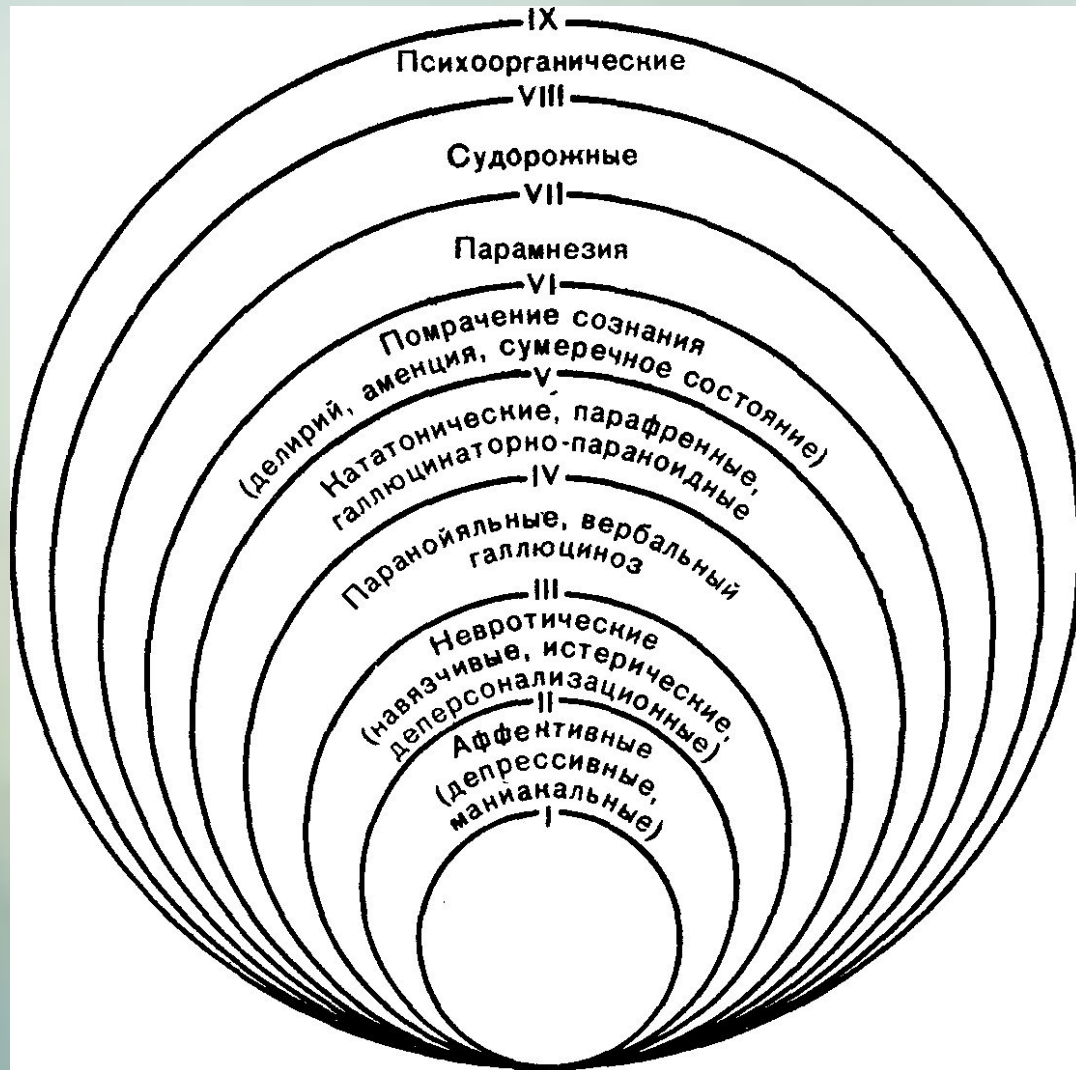 IX
Психоорганические
VIII
Судорожные
VII
Парамнезия
VI
Помрачение сознания
(делирий, аменция, сумеречное состояние)
V
Кататонические, парафренные,
галлюцинаторно-параноидные
IV
Паранойяльные, вербальный
галлюциноз
III
Невротические
(навязчивые, истерические,
деперсонализационные)
II
Аффективные
(депрессивные,
маниакальные)
I